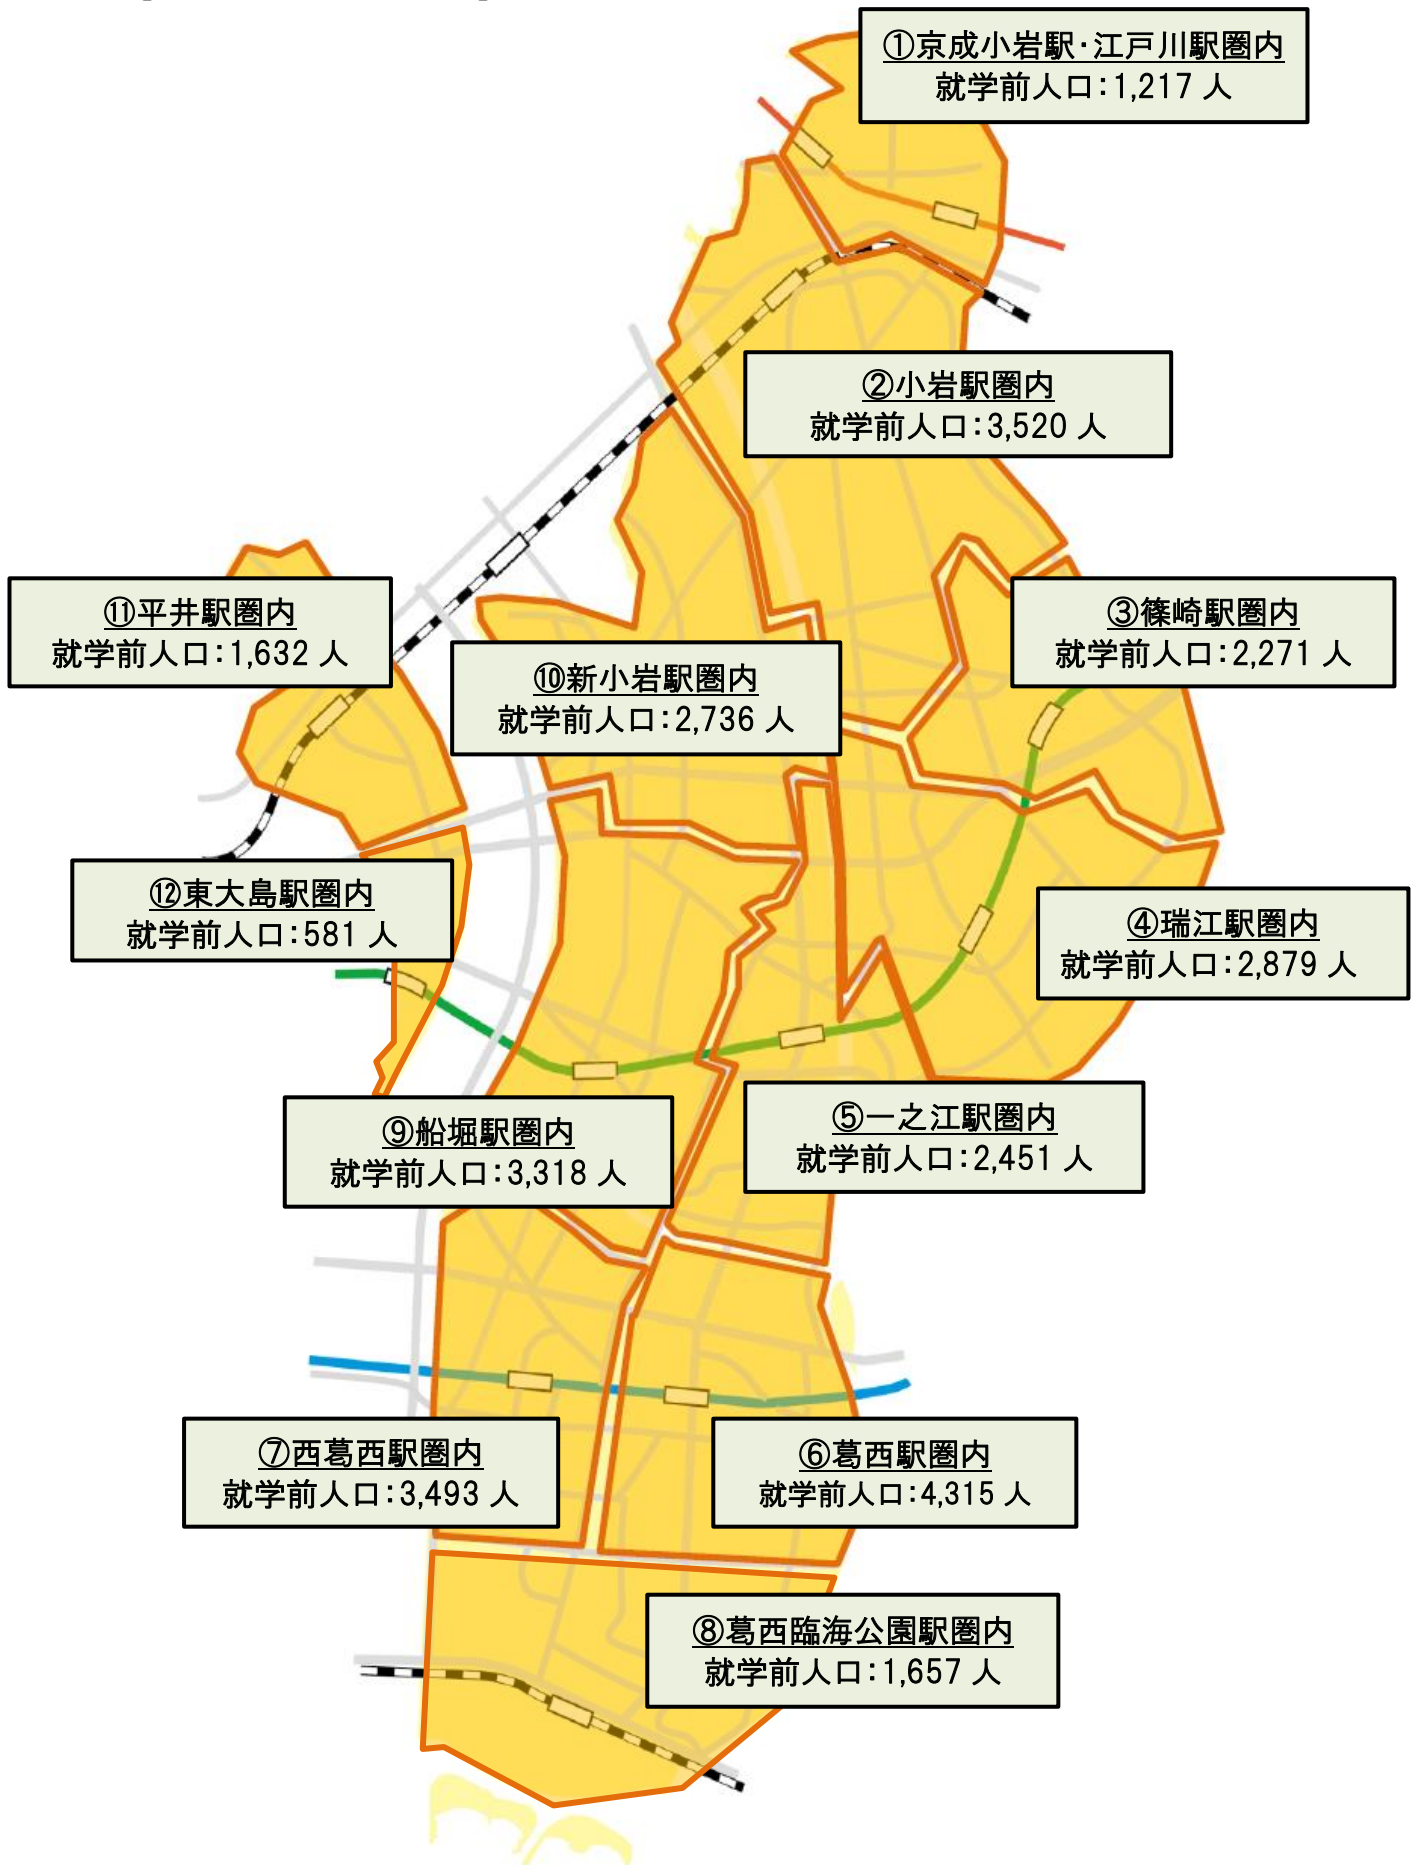 ①京成小岩駅・江戸川駅圏内
就学前人口：1,217 人
②小岩駅圏内
就学前人口：3,520 人
③篠崎駅圏内
就学前人口：2,271 人
⑪平井駅圏内
就学前人口：1,632 人
⑩新小岩駅圏内
就学前人口：2,736 人
⑫東大島駅圏内
就学前人口：581 人
④瑞江駅圏内
就学前人口：2,879 人
⑤一之江駅圏内
就学前人口：2,451 人
⑨船堀駅圏内
就学前人口：3,318 人
⑦西葛西駅圏内
就学前人口：3,493 人
⑥葛西駅圏内
就学前人口：4,315 人
⑧葛西臨海公園駅圏内
就学前人口：1,657 人